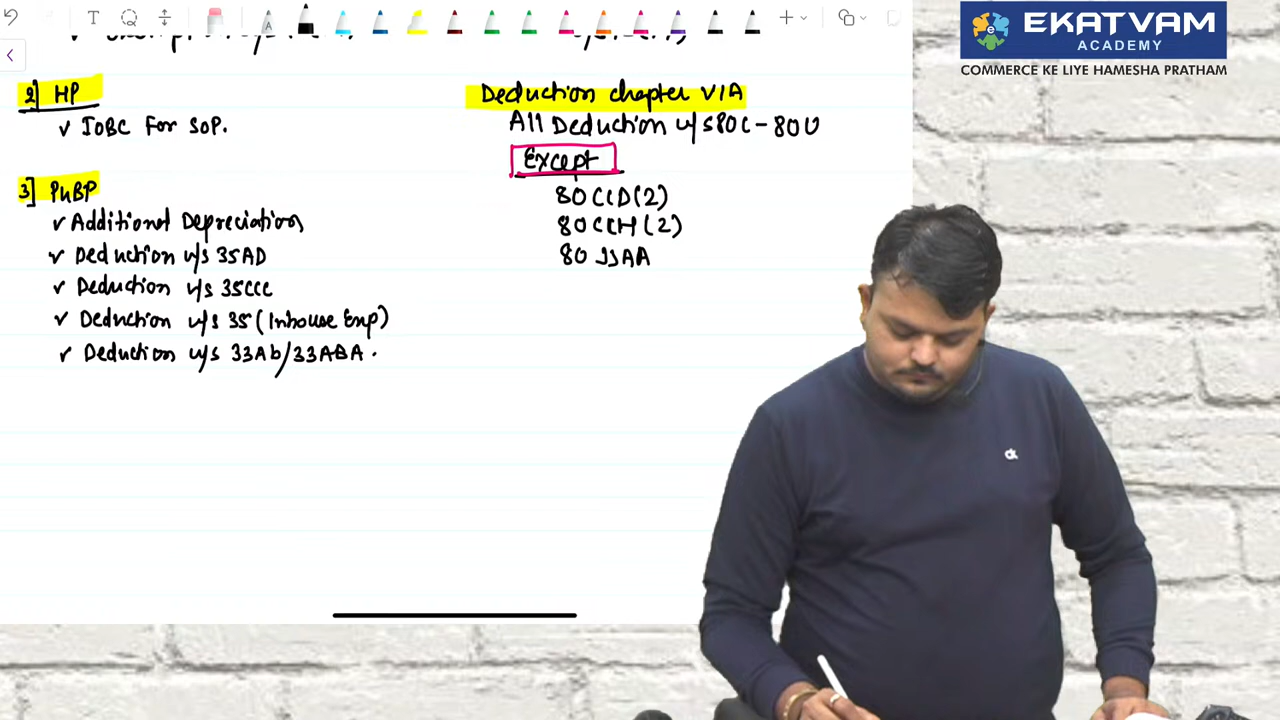 EKATVAM
ACADEMY
COMMERCE KE LIYE HAMESHA PRATHAM
2] HP
✓ IOBC For SOP.
3] PhBP
✓ Additional Depreciation
✓ Deduction u/s 35AD
✓ Deduction u/s 35CCC
✓ Deduction u/s 35 (Inhouse Exp)
✓ Deduction u/s 33Ab/33ABA.
Deduction chapter VIA
All Deduction u/s 80C - 80U
Except
80CCD(2)
80CCH(2)
80JJAA